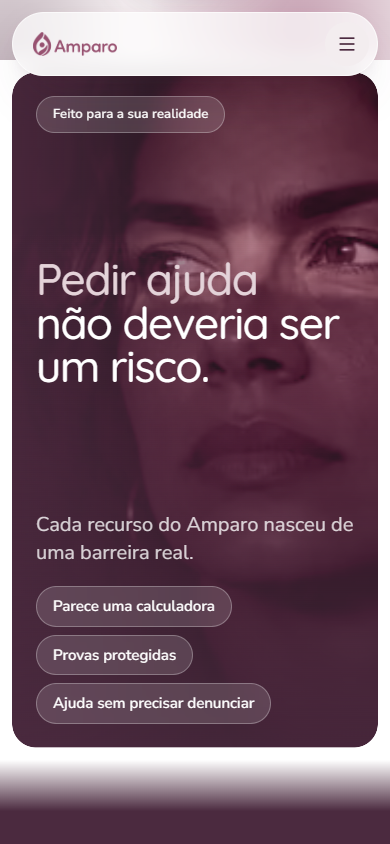 Amparo
Feito para a sua realidade
Pedir ajuda
não deveria ser
um risco.
Cada recurso do Amparo nasceu de
uma barreira real.
Parece uma calculadora
Provas protegidas
Ajuda sem precisar denunciar